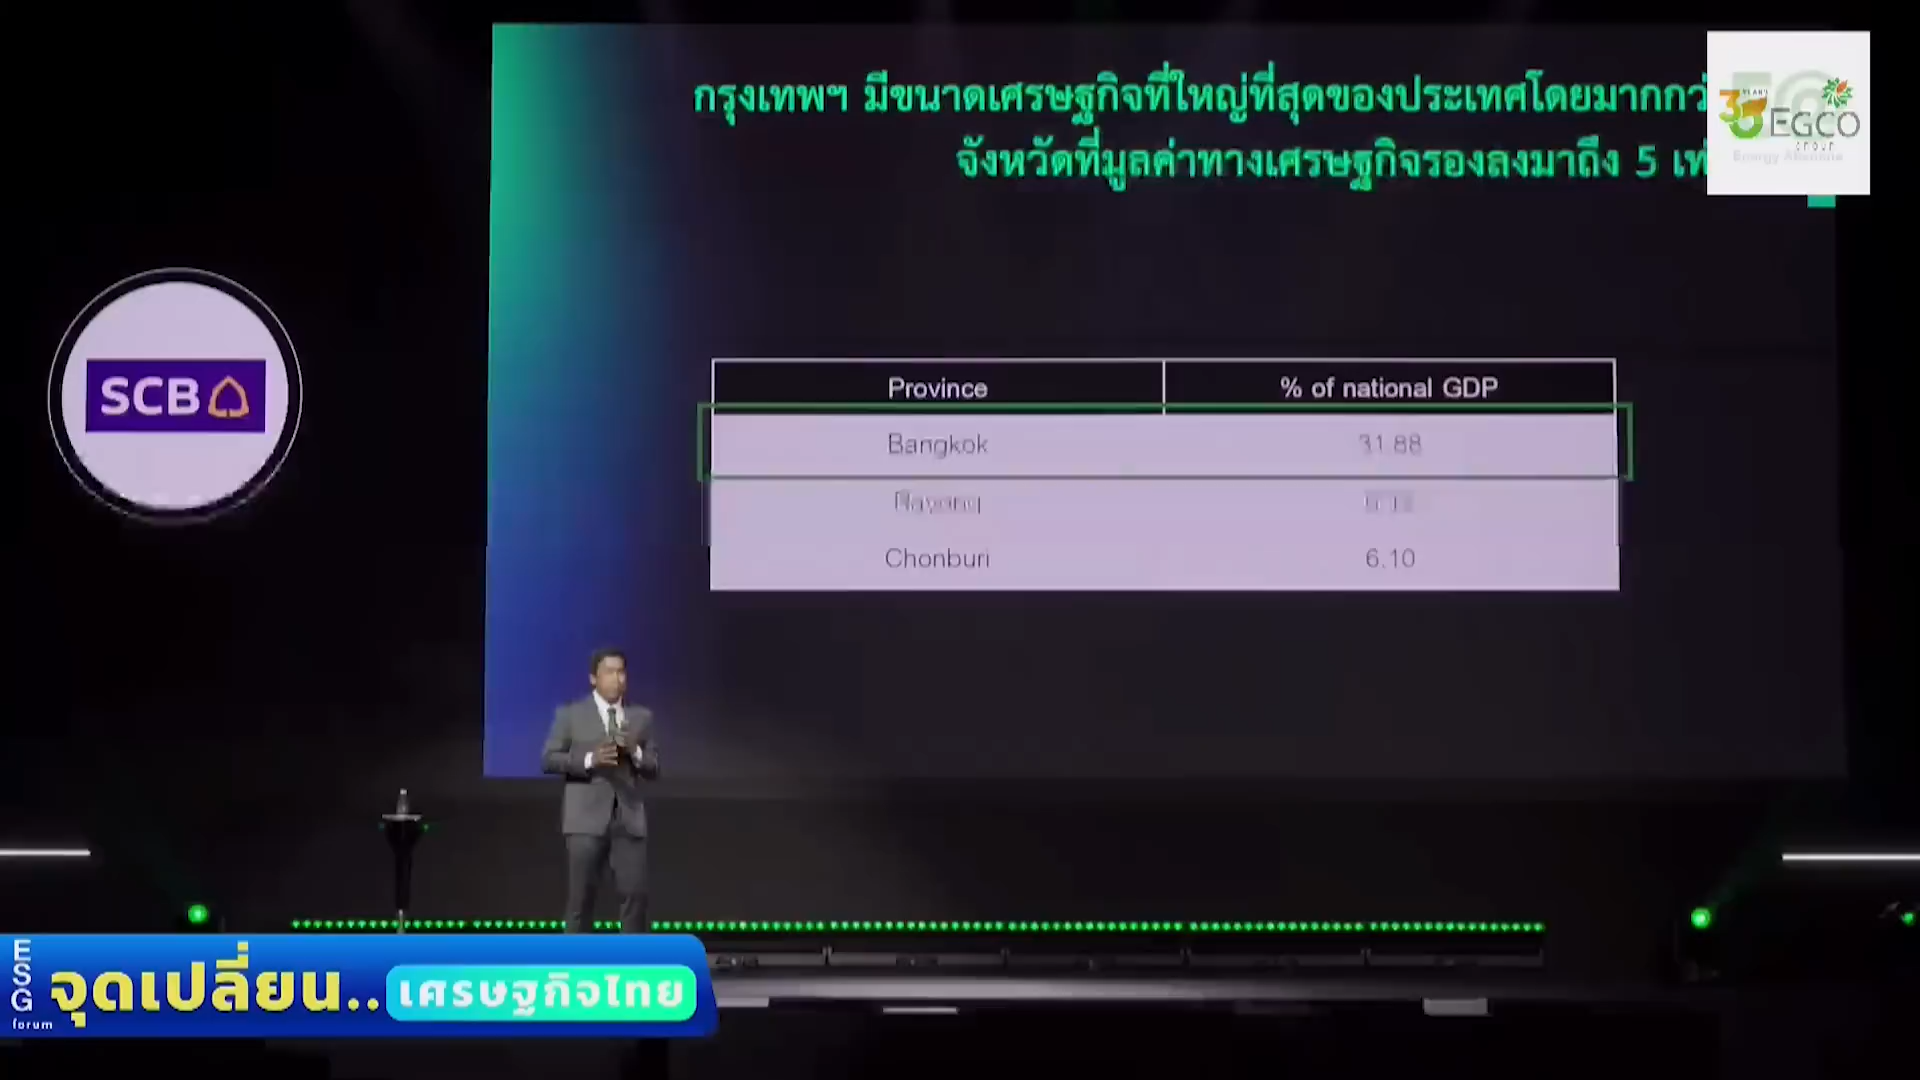 กรุงเทพฯ มีขนาดเศรษฐกิจที่ใหญ่ที่สุดของประเทศโดยมากกว่
จังหวัดที่มูลค่าทางเศรษฐกิจรองลงมาถึง 5 เท่
EGCO
GROUP
SCB
Province % of national GDP
Bangkok 31.88
Rayong
Chonburi 6.10
ESG
forum
จุดเปลี่ยน..
เศรษฐกิจไทย